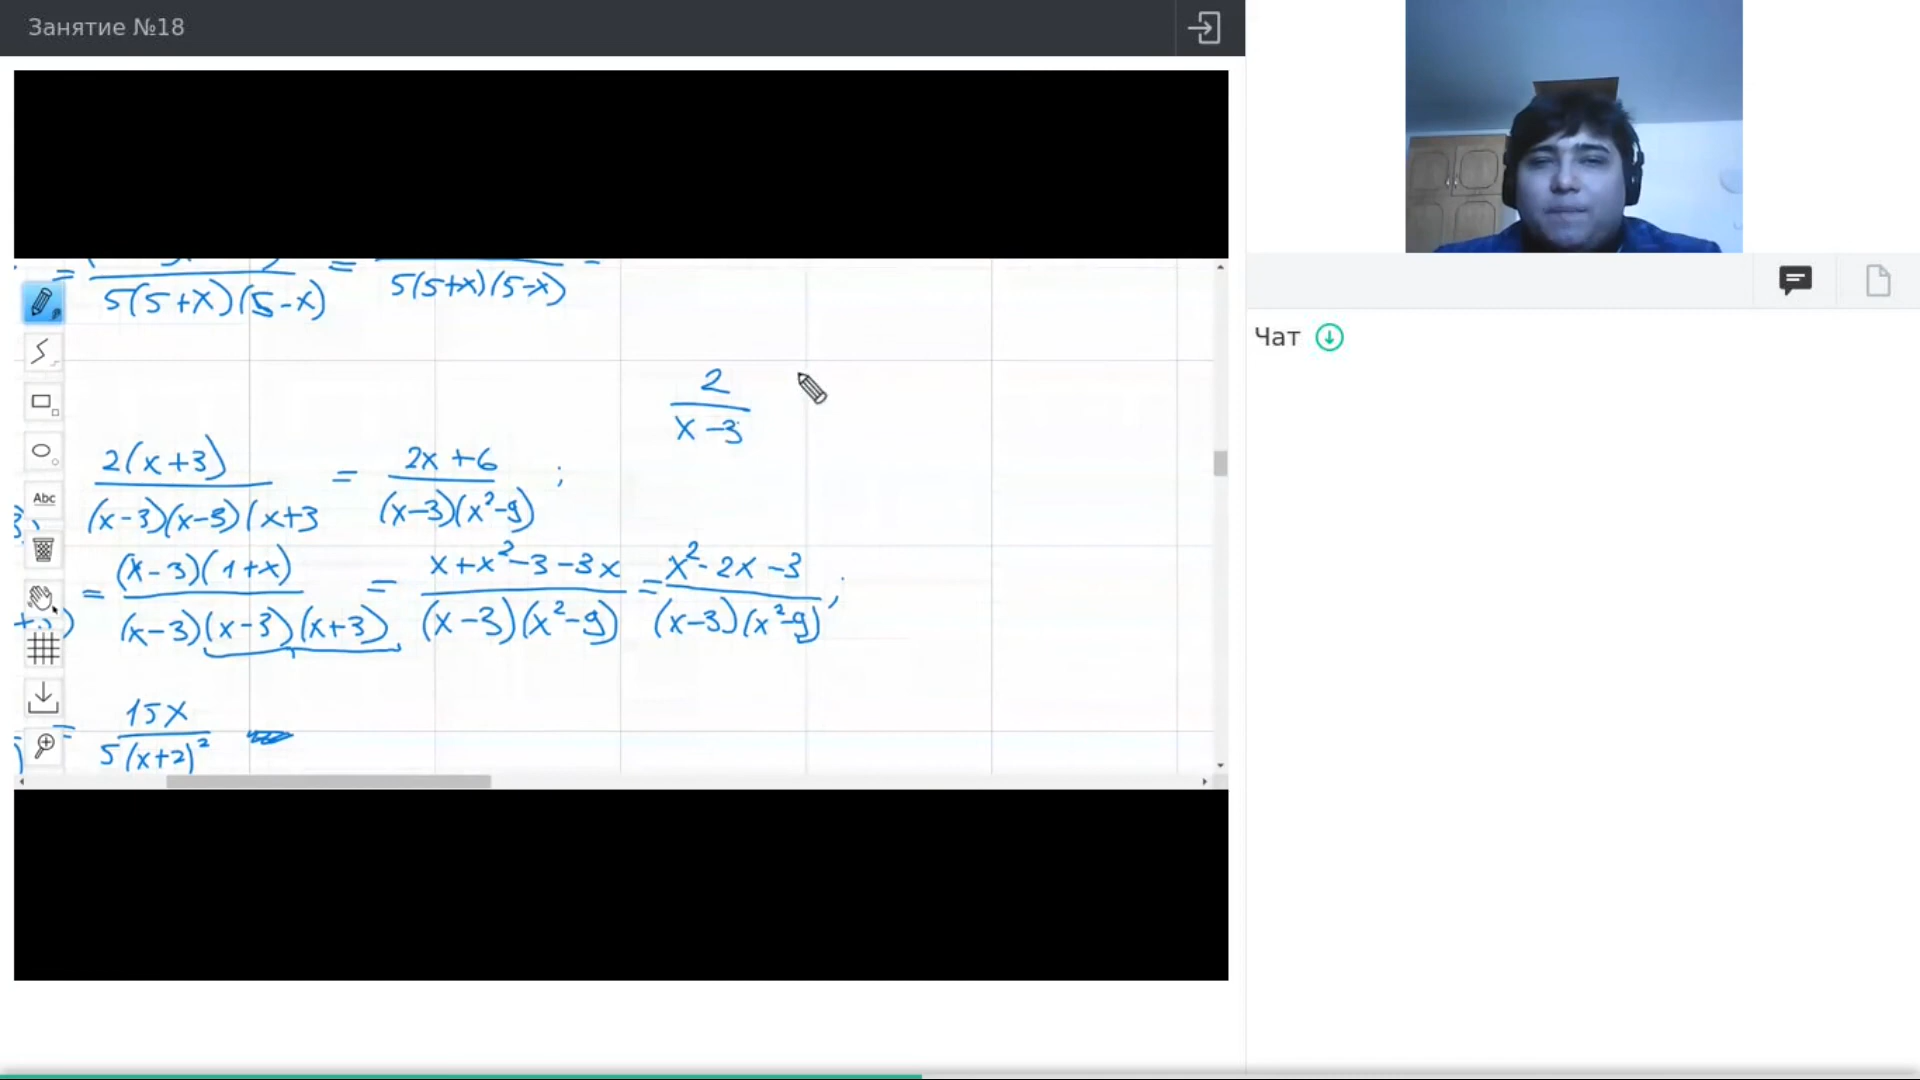 Занятие №18
= = =
5(5+x)(5-x) 5(5+x)(5-x)
2
x-3
2(x+3) = 2x+6 ;
(x-3)(x-3)(x+3 (x-3)(x²-9)
= (x-3)(1+x) = x+x²-3-3x = x²-2x-3 ;
(x-3)(x-3)(x+3) (x-3)(x²-9) (x-3)(x²-9)
= 15x
5(x+2)²
Abc
Чат